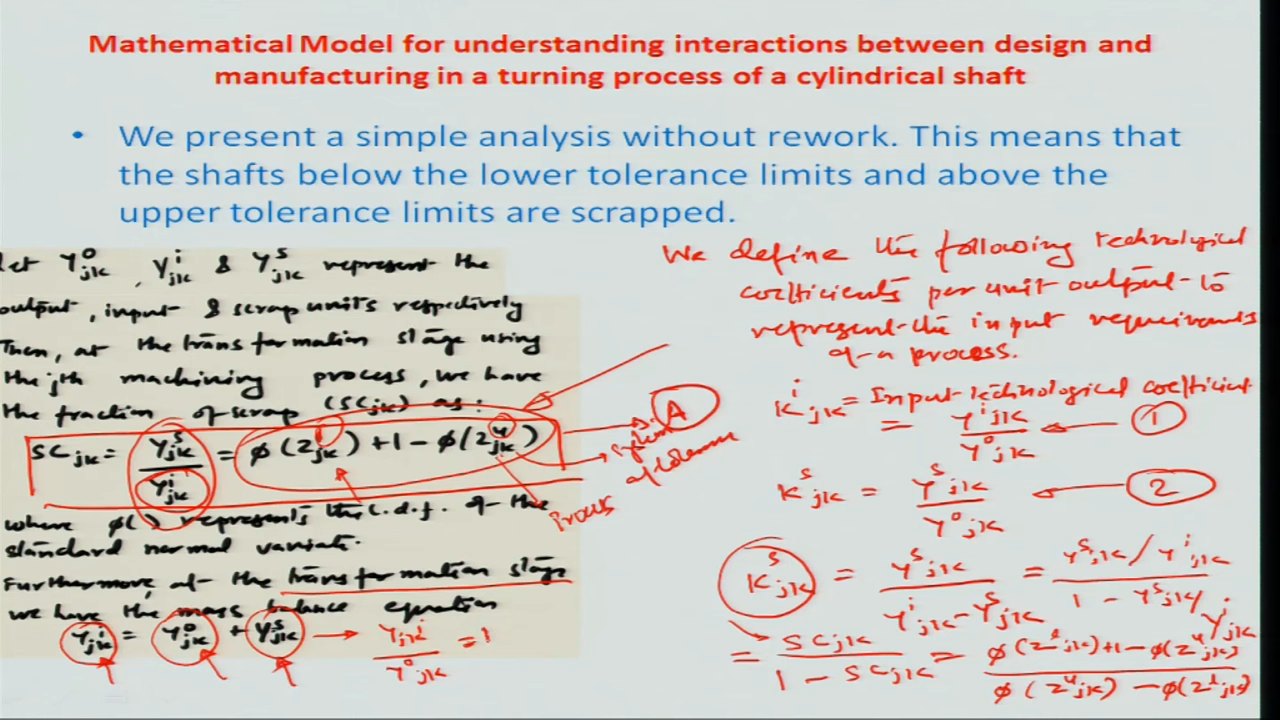 Mathematical Model for understanding interactions between design and
manufacturing in a turning process of a cylindrical shaft
• We present a simple analysis without rework. This means that
the shafts below the lower tolerance limits and above the
upper tolerance limits are scrapped.
Let Y^o_jk, Y^i_jk & Y^s_jk represent the
output, input & scrap units respectively
Then, at the transformation stage using
the jth machining process, we have
the fraction of scrap (SC_jk) as:
SC_jk = Y^s_jk / Y^i_jk = φ(z^l_jk) + 1 − φ(z^u_jk)
where φ( ) represents the c.d.f. of the
standard normal variate.
Furthermore, at the transformation stage
we have the mass balance equation
Y^i_jk = Y^o_jk + Y^s_jk → Y^i_jk / Y^o_jk = 1
A
Process
We define the following technological
coefficients per unit output to
represent the input requirements
of a process.
K^i_jk = Input technological coefficient
= Y^i_jk / Y^o_jk ← 1
K^s_jk = Y^s_jk / Y^o_jk ← 2
K^s_jk = Y^s_jk / Y^i_jk − Y^s_jk = Y^s_jk / Y^i_jk / 1 − Y^s_jk / Y^i_jk
= SC_jk / 1 − SC_jk = φ(z^l_jk) + 1 − φ(z^u_jk) / φ(z^u_jk) − φ(z^l_jk)